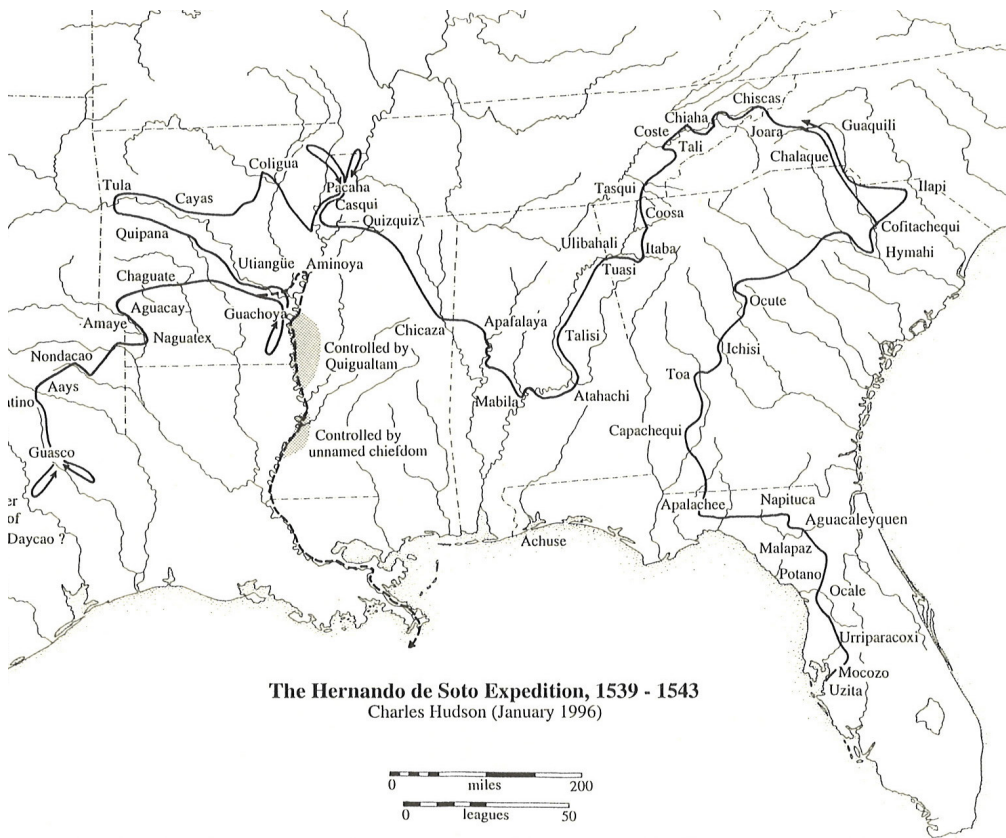 Chiscas
Chiaha
Guaquili
Coste
Joara
Tali
Chalaque
Coligua
Pacaha
Tula
Cayas
Casqui
Tasqui
Ilapi
Quizquiz
Coosa
Cofitachequi
Quipana
Ulibahali
Itaba
Hymahi
Utiangüe
Aminoya
Tuasi
Chaguate
Ocute
Aguacay
Guachoya
Amaye
Naguatex
Chicaza
Apafalaya
Talisi
Ichisi
Controlled by
Quigualtam
Nondacao
Toa
Aays
Atahachi
tino
Mabila
Capachequi
Controlled by
unnamed chiefdom
Guasco
er
of
Daycao ?
Apalachee
Napituca
Aguacaleyquen
Achuse
Malapaz
Potano
Ocale
Urriparacoxi
Mocozo
Uzita
The Hernando de Soto Expedition, 1539 - 1543
Charles Hudson (January 1996)
0 miles 200
0 leagues 50